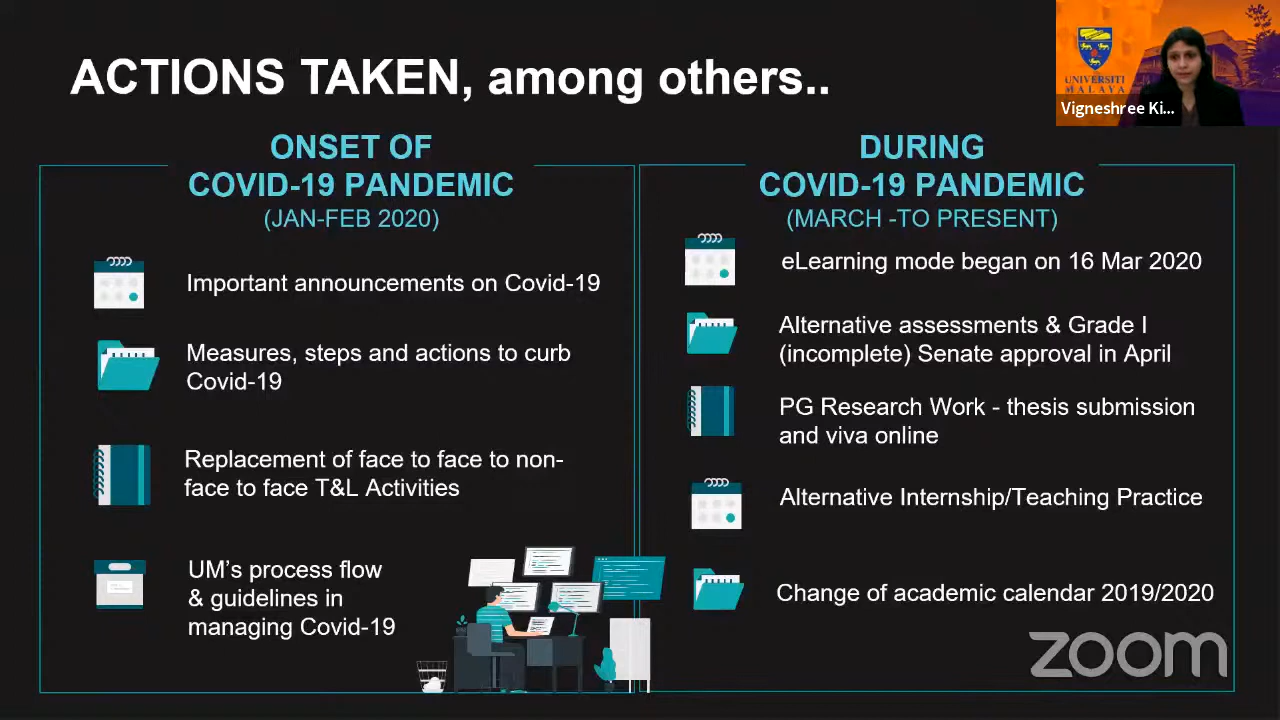 ACTIONS TAKEN, among others..
UNIVERSITI
MALAYA
Vigneshree Ki...
ONSET OF
COVID-19 PANDEMIC
(JAN-FEB 2020)
Important announcements on Covid-19
Measures, steps and actions to curb
Covid-19
Replacement of face to face to non-
face to face T&L Activities
UM's process flow
& guidelines in
managing Covid-19
DURING
COVID-19 PANDEMIC
(MARCH -TO PRESENT)
eLearning mode began on 16 Mar 2020
Alternative assessments & Grade I
(incomplete) Senate approval in April
PG Research Work - thesis submission
and viva online
Alternative Internship/Teaching Practice
Change of academic calendar 2019/2020
zoom